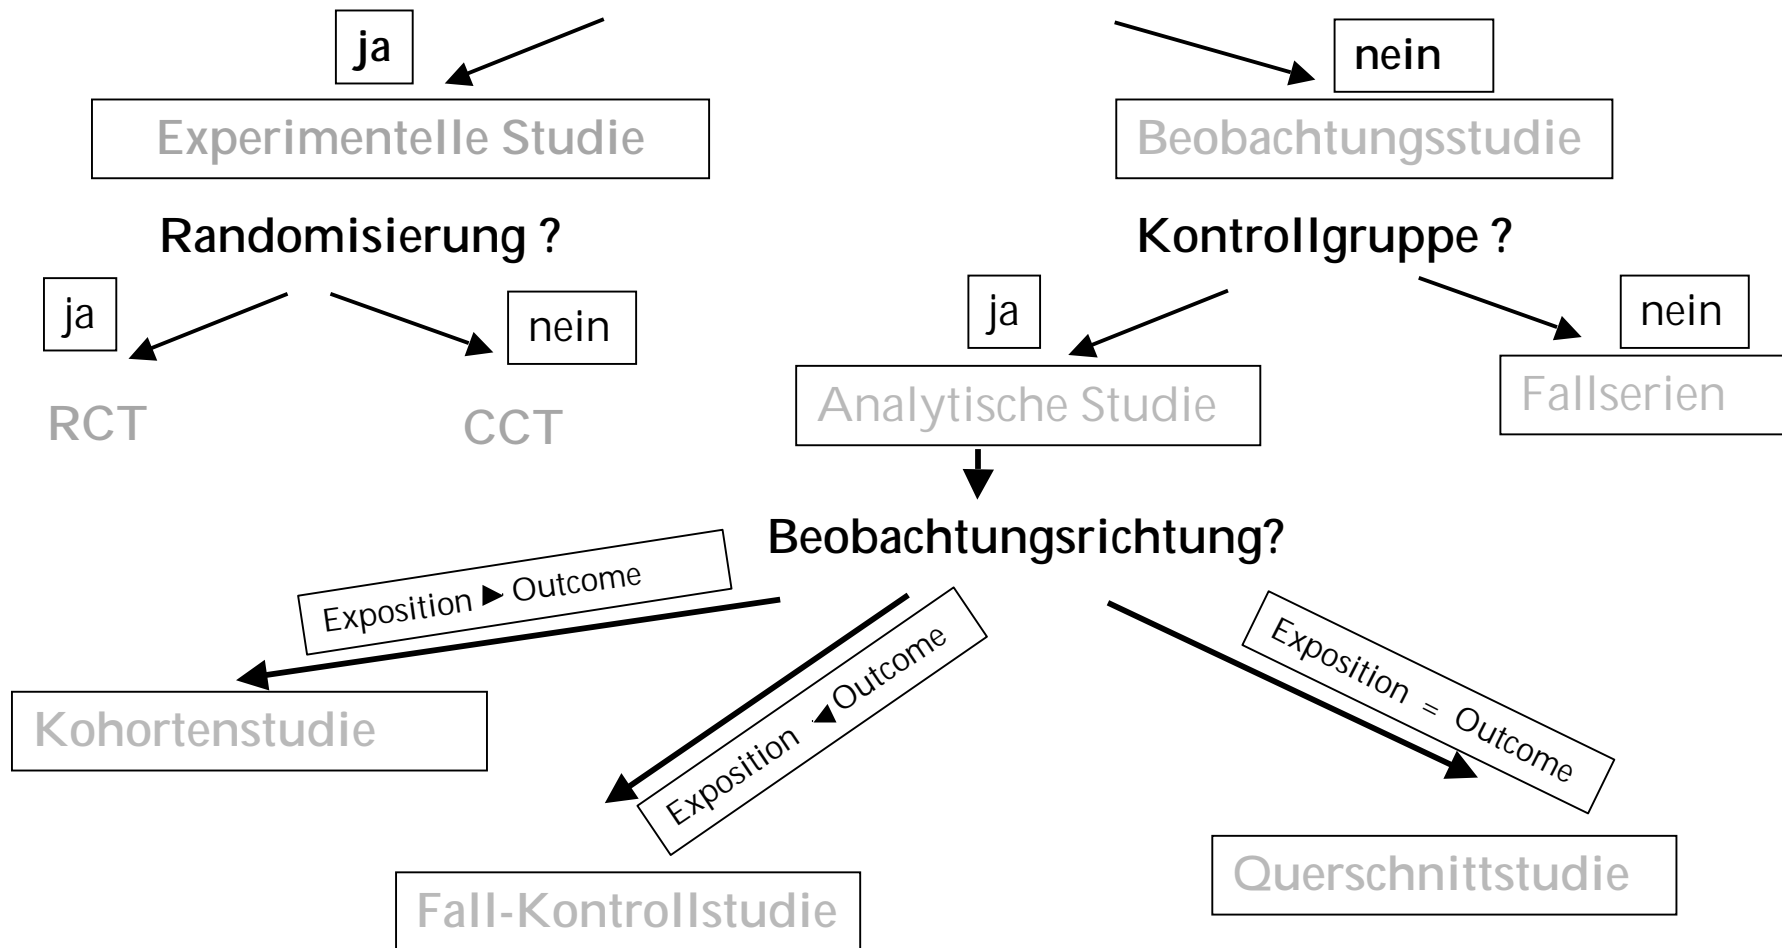 ja
nein
Experimentelle Studie
Beobachtungsstudie
Randomisierung ?
Kontrollgruppe ?
ja
nein
ja
nein
RCT
CCT
Analytische Studie
Fallserien
Beobachtungsrichtung?
Exposition ► Outcome
Exposition ◄ Outcome
Exposition = Outcome
Kohortenstudie
Fall-Kontrollstudie
Querschnittstudie